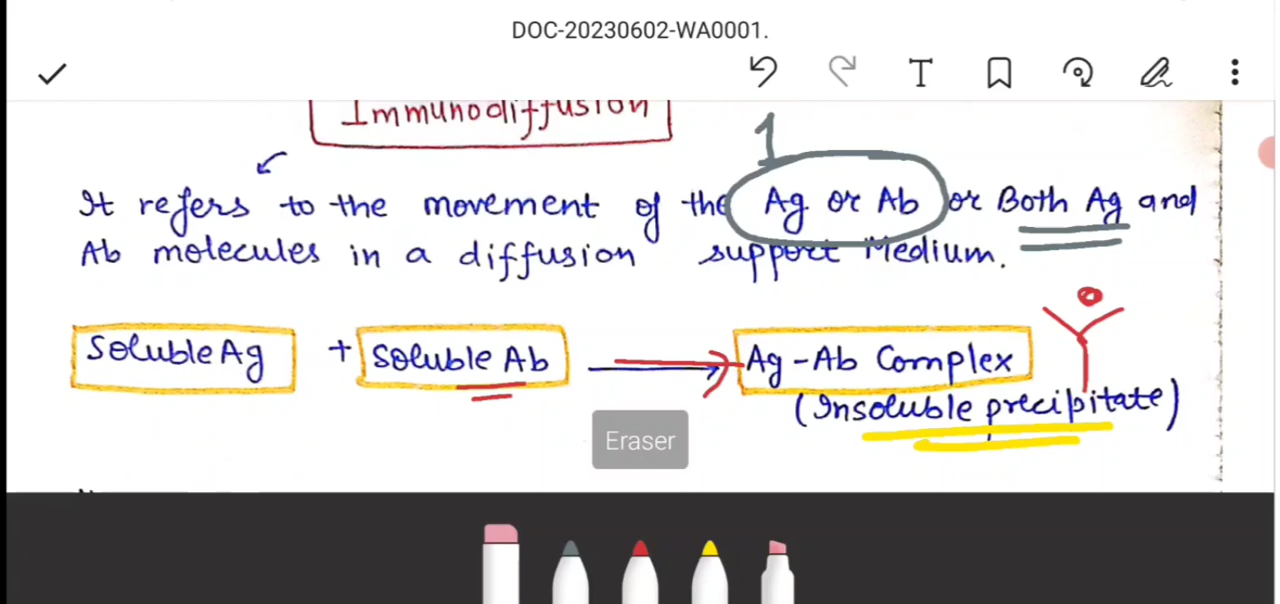 DOC-20230602-WA0001.
T
Immunodiffusion
1
It refers to the movement of the Ag or Ab or Both Ag and
Ab molecules in a diffusion support Medium.
Soluble Ag + Soluble Ab → Ag-Ab Complex
(Insoluble precipitate)
Eraser